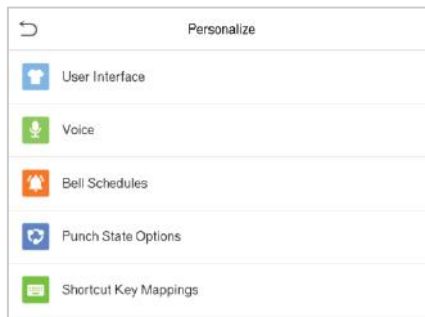 Personalize
User Interface
Voice
Bell Schedules
Punch State Options
Shortcut Key Mappings